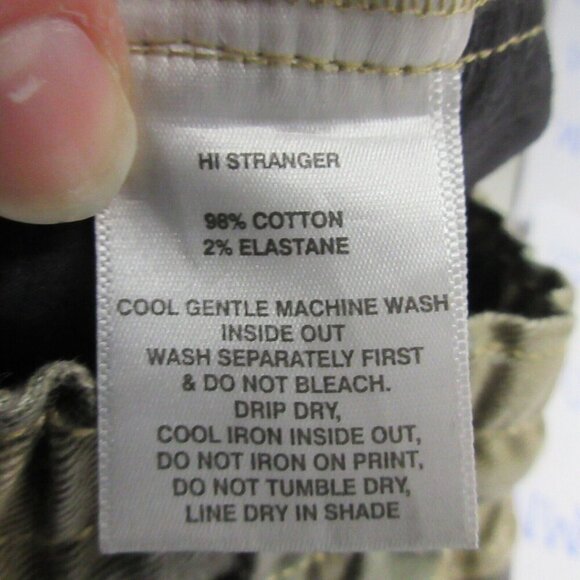 HI STRANGER
98% COTTON
2% ELASTANE
COOL GENTLE MACHINE WASH
INSIDE OUT
WASH SEPARATELY FIRST
& DO NOT BLEACH.
DRIP DRY,
COOL IRON INSIDE OUT,
DO NOT IRON ON PRINT,
DO NOT TUMBLE DRY,
LINE DRY IN SHADE